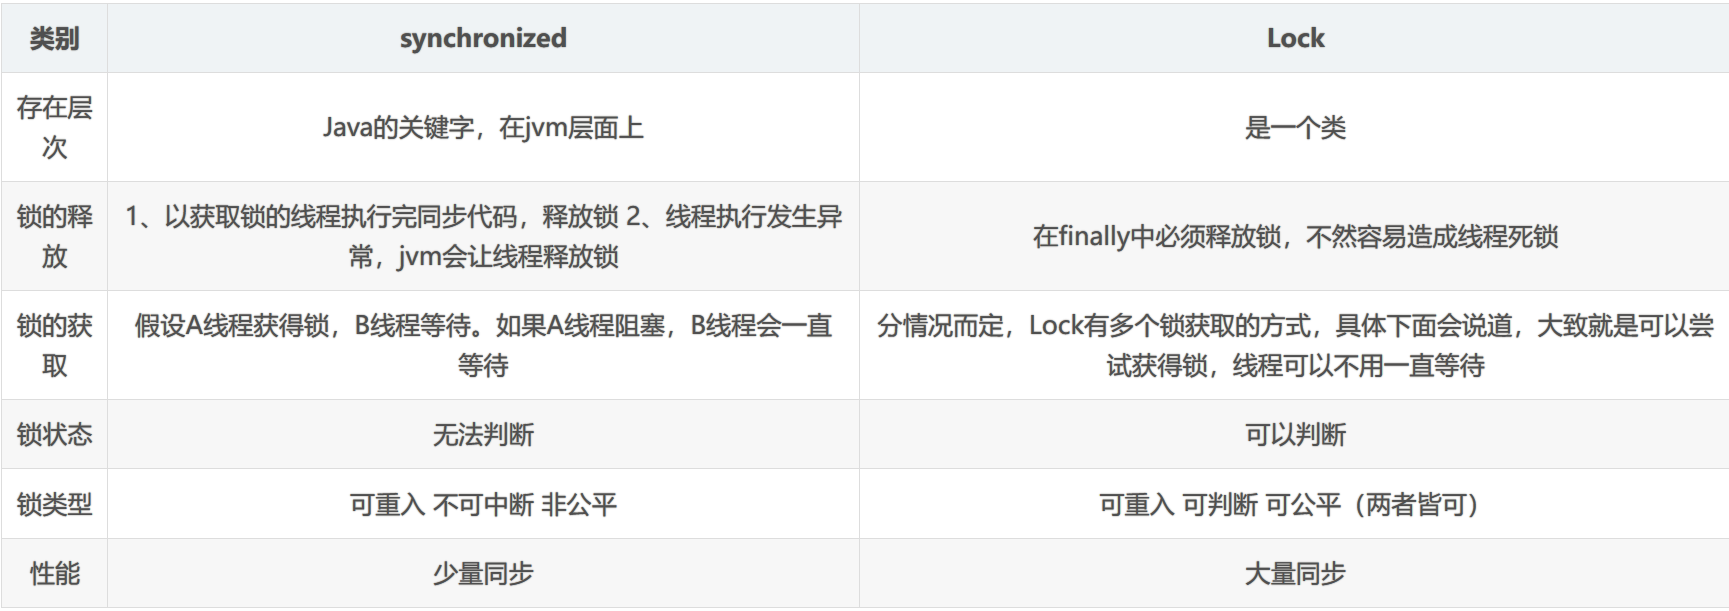 类别
synchronized
Lock
存在层
次
Java的关键字，在jvm层面上
是一个类
锁的释
放
1、以获取锁的线程执行完同步代码，释放锁 2、线程执行发生异
常，jvm会让线程释放锁
在finally中必须释放锁，不然容易造成线程死锁
锁的获
取
假设A线程获得锁，B线程等待。如果A线程阻塞，B线程会一直
等待
分情况而定，Lock有多个锁获取的方式，具体下面会说道，大致就是可以尝
试获得锁，线程可以不用一直等待
锁状态
无法判断
可以判断
锁类型
可重入 不可中断 非公平
可重入 可判断 可公平（两者皆可）
性能
少量同步
大量同步